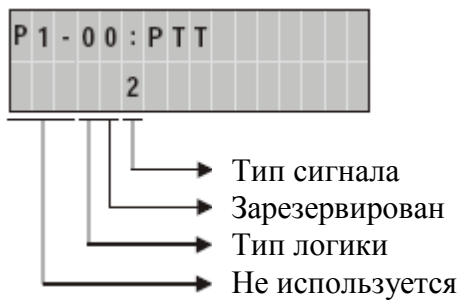 P1-00:PTT
2
Тип сигнала
Зарезервирован
Тип логики
Не используется